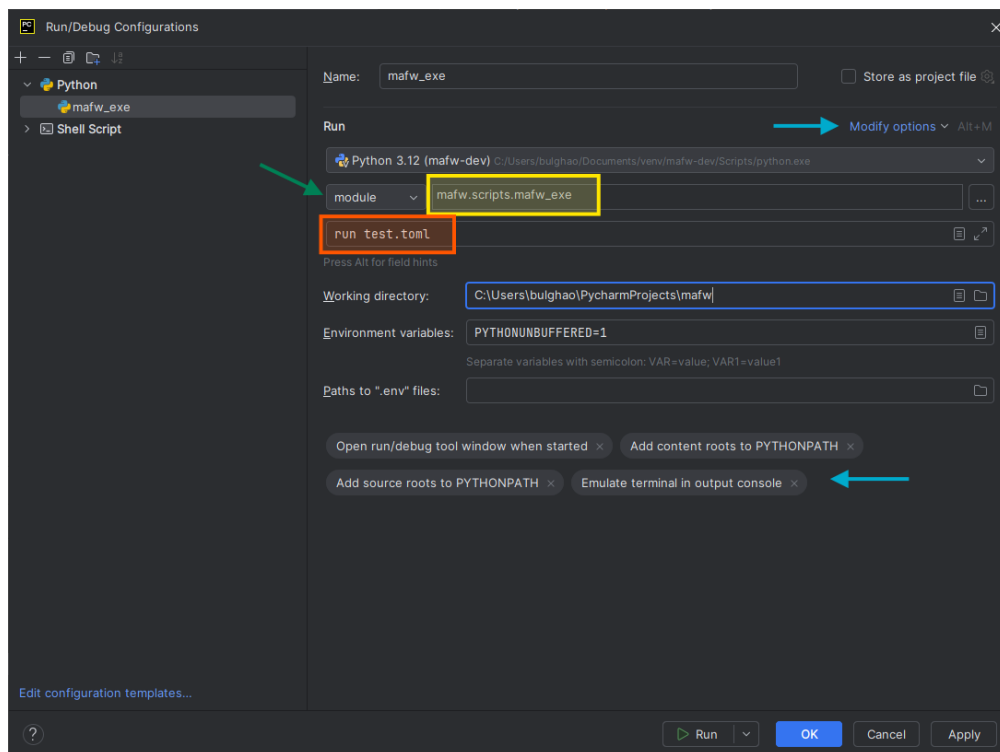 PC Run/Debug Configurations
Python
mafw_exe
Shell Script
Edit configuration templates...
Name: mafw_exe Store as project file
Run Modify options Alt+M
Python 3.12 (mafw-dev) C:/Users/bulghao/Documents/venv/mafw-dev/Scripts/python.exe
module mafw.scripts.mafw_exe ...
run test.toml
Press Alt for field hints
Working directory: C:\Users\bulghao\PycharmProjects\mafw
Environment variables: PYTHONUNBUFFERED=1
Separate variables with semicolon: VAR=value; VAR1=value1
Paths to ".env" files:
Open run/debug tool window when started × Add content roots to PYTHONPATH ×
Add source roots to PYTHONPATH × Emulate terminal in output console ×
? Run OK Cancel Apply